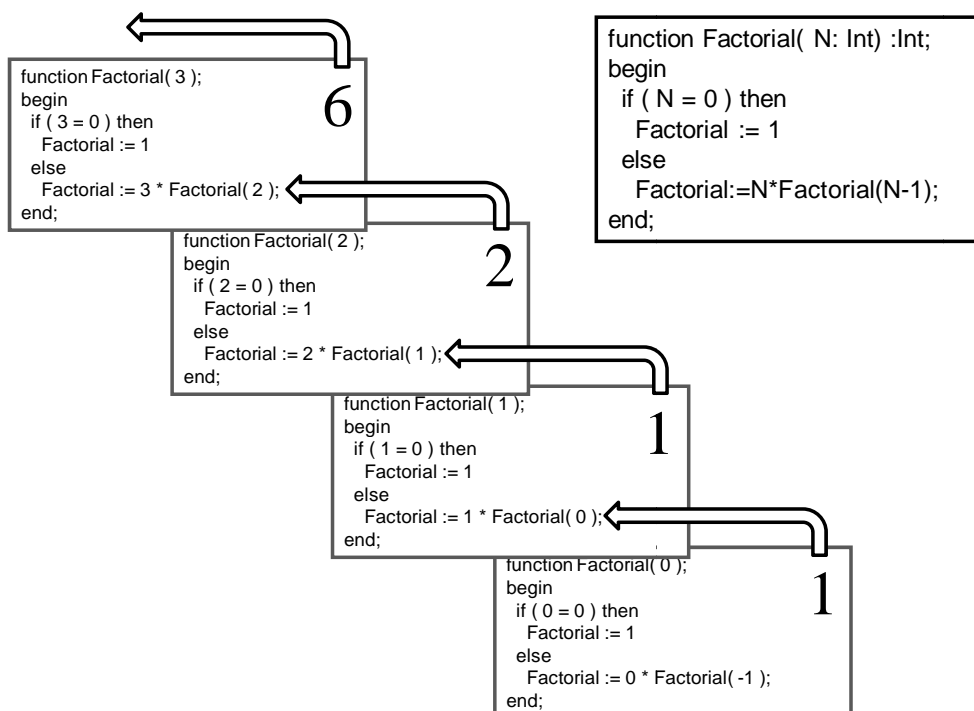 function Factorial( 3 );
begin
if ( 3 = 0 ) then
Factorial := 1
else
Factorial := 3 * Factorial( 2 );
end;
6
function Factorial( N: Int) :Int;
begin
if ( N = 0 ) then
Factorial := 1
else
Factorial:=N*Factorial(N-1);
end;
function Factorial( 2 );
begin
if ( 2 = 0 ) then
Factorial := 1
else
Factorial := 2 * Factorial( 1 );
end;
2
function Factorial( 1 );
begin
if ( 1 = 0 ) then
Factorial := 1
else
Factorial := 1 * Factorial( 0 );
end;
1
function Factorial( 0 );
begin
if ( 0 = 0 ) then
Factorial := 1
else
Factorial := 0 * Factorial( -1 );
end;
1